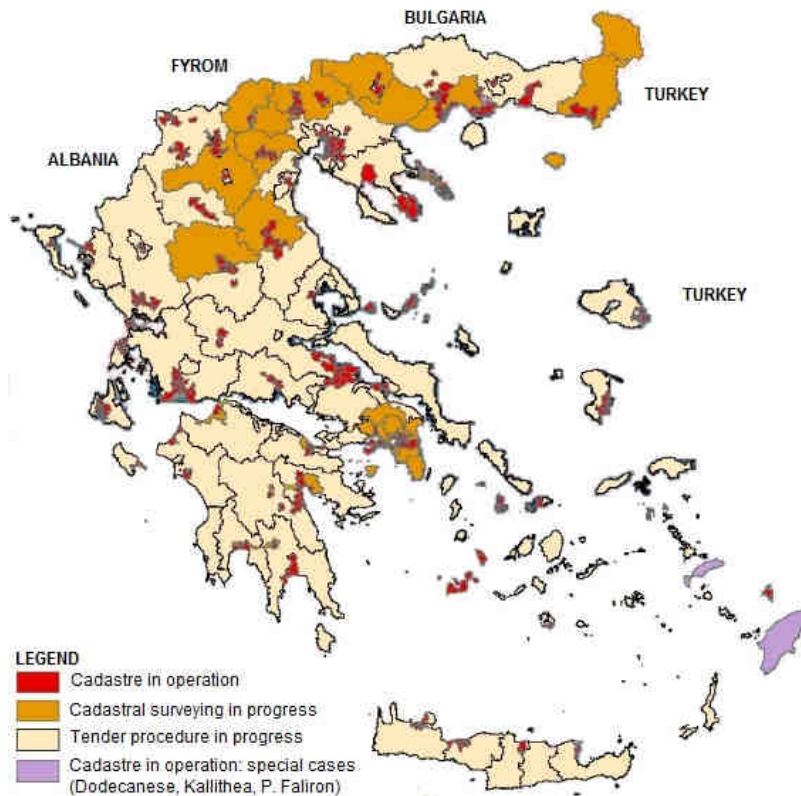 BULGARIA
FYROM
TURKEY
ALBANIA
TURKEY
LEGEND
Cadastre in operation
Cadastral surveying in progress
Tender procedure in progress
Cadastre in operation: special cases
(Dodecanese, Kallithea, P. Faliron)